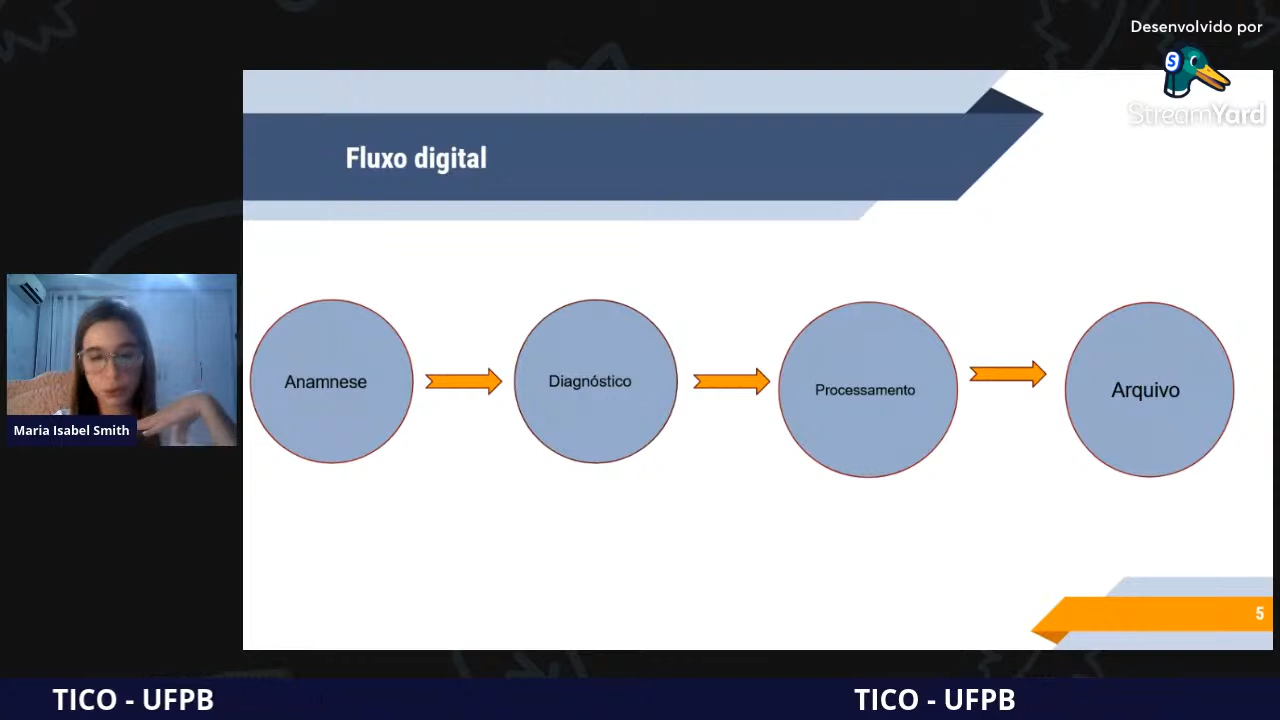 Desenvolvido por
StreamYard
Fluxo digital
Anamnese
Diagnóstico
Processamento
Arquivo
Maria Isabel Smith
5
TICO - UFPB
TICO - UFPB